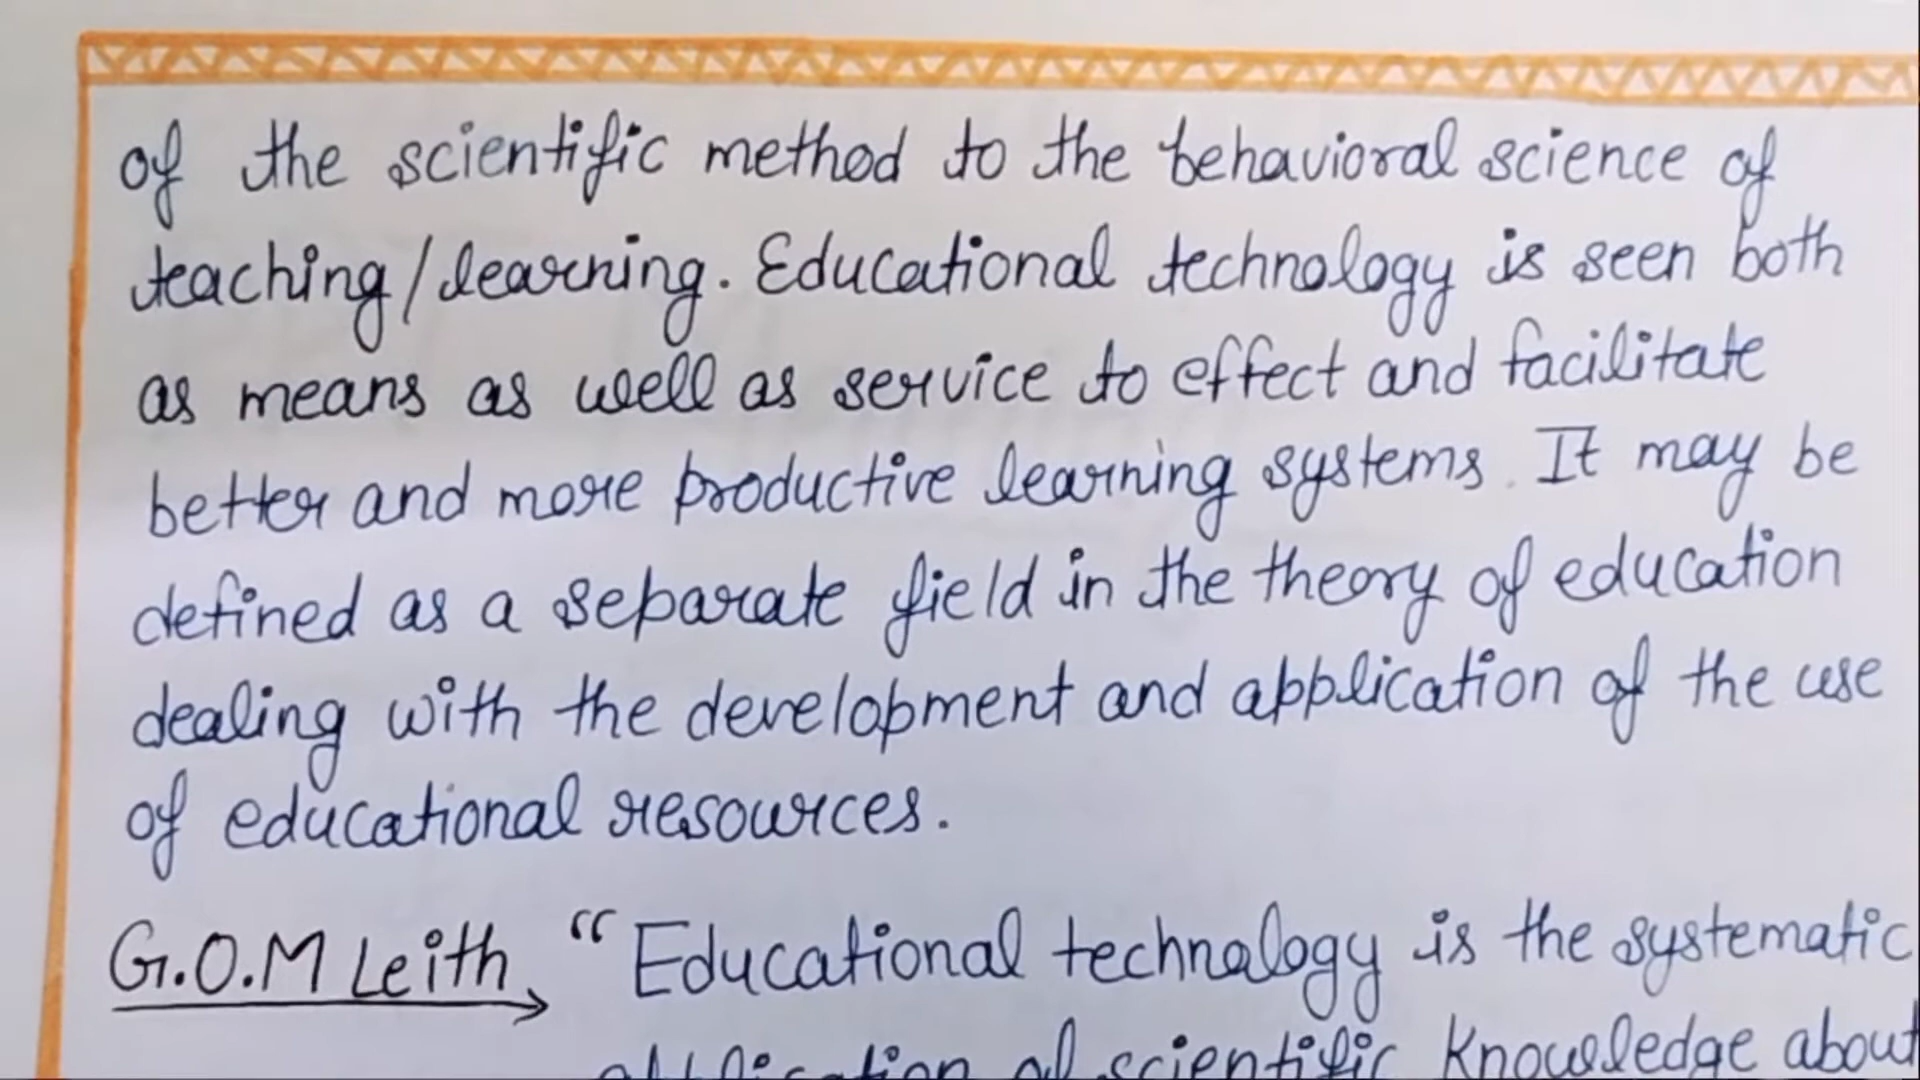 of the scientific method to the behavioral science of
teaching/learning. Educational technology is seen both
as means as well as service to effect and facilitate
better and more productive learning systems. It may be
defined as a separate field in the theory of education
dealing with the development and application of the use
of educational resources.
G.O.M Leith, “Educational technology is the systematic
application of scientific knowledge about